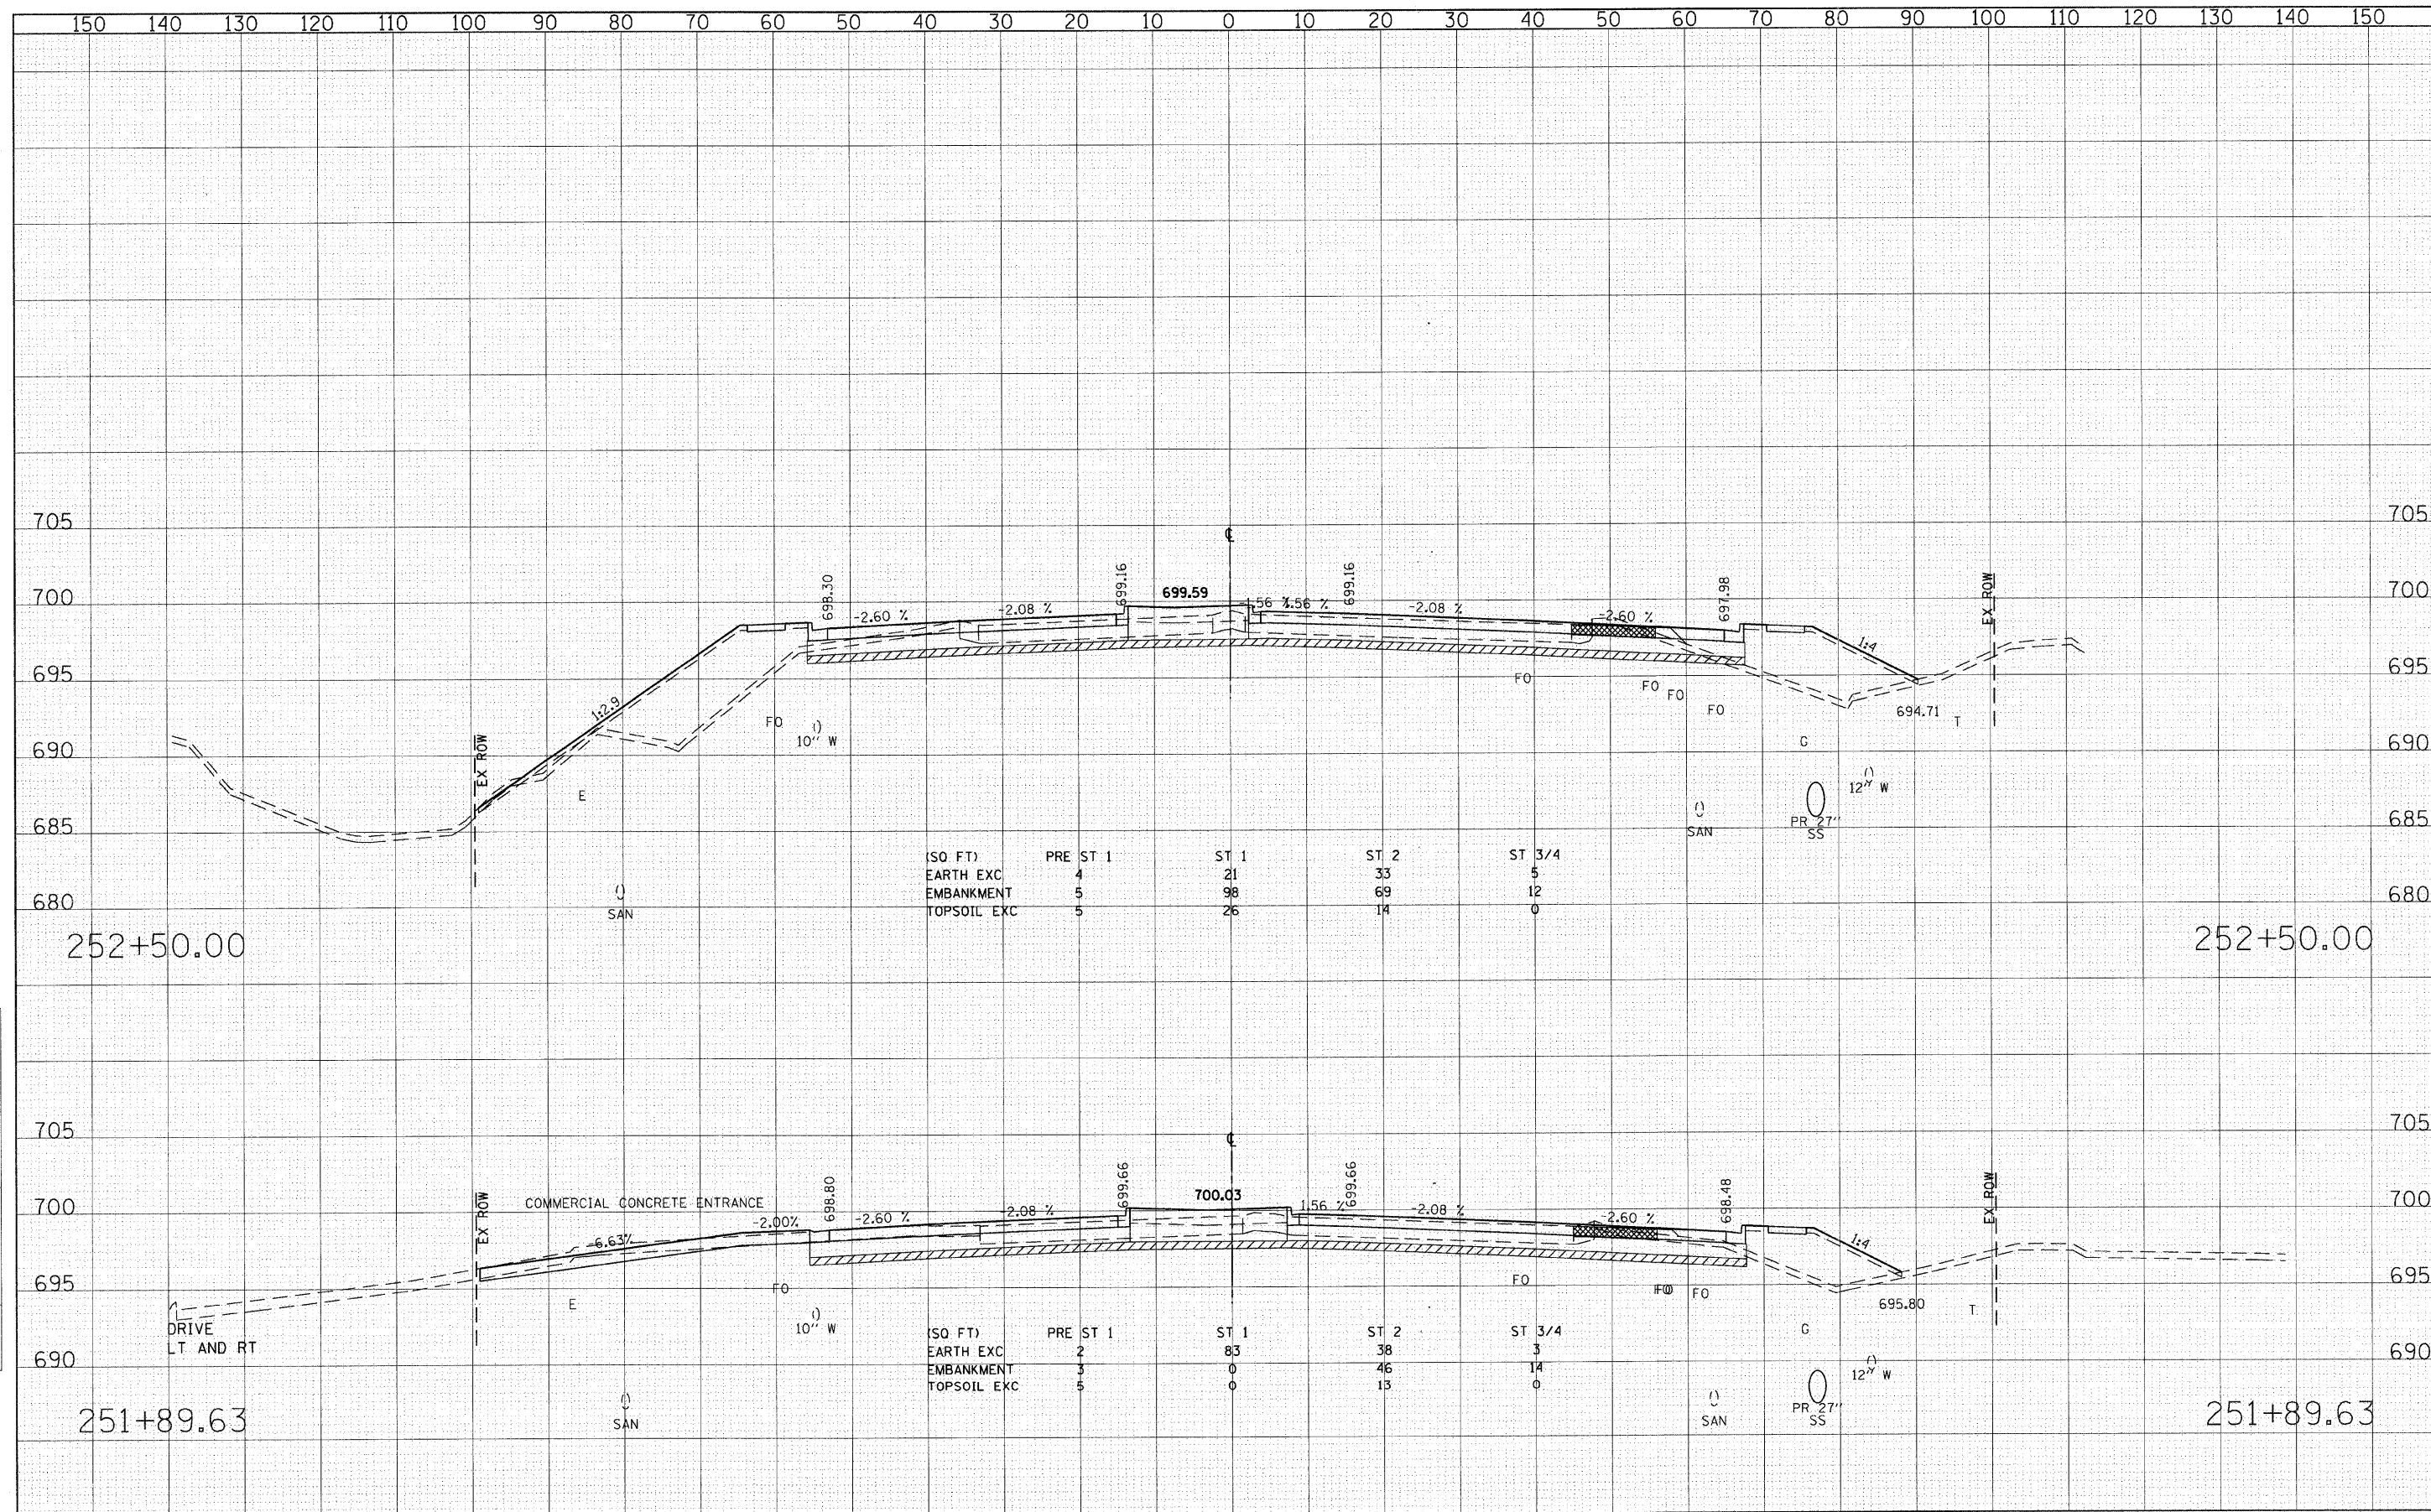 150 140 130 120 110 100 90 80 70 60 50 40 30 20 10 0 10 20 30 40 50 60 70 80 90 100 110 120 130 140 150
705 705
℄
700 698.30 699.16 699.59 699.16 697.98 EX ROW 700
-2.60 % -2.08 % -1.56 % -2.08 % -2.60 %
1:4
695 695
FO FO FO FO
1:2.9
FO 694.71 T
10'' W G
690 EX ROW 690
E 12'' W
685 SAN PR 27'' 685
SS
(SQ FT) PRE ST 1 ST 1 ST 2 ST 3/4
EARTH EXC 4 21 33 5
EMBANKMENT 5 98 69 12
TOPSOIL EXC 5 26 14 0
680 680
SAN
252+50.00 252+50.00
705 705
℄
700 EX ROW COMMERCIAL CONCRETE ENTRANCE 698.80 699.66 700.03 699.66 698.48 EX ROW 700
-6.63% -2.00% -2.60 % -2.08 % 1.56 % -2.08 % -2.60 %
1:4
695 FO FO FO FO 695
E 695.80 T
DRIVE 10'' W G
LT AND RT
(SQ FT) PRE ST 1 ST 1 ST 2 ST 3/4
EARTH EXC 2 83 38 3
EMBANKMENT 3 0 46 14
TOPSOIL EXC 5 0 13 0
690 690
12'' W
SAN SAN PR 27''
SS
251+89.63 251+89.63